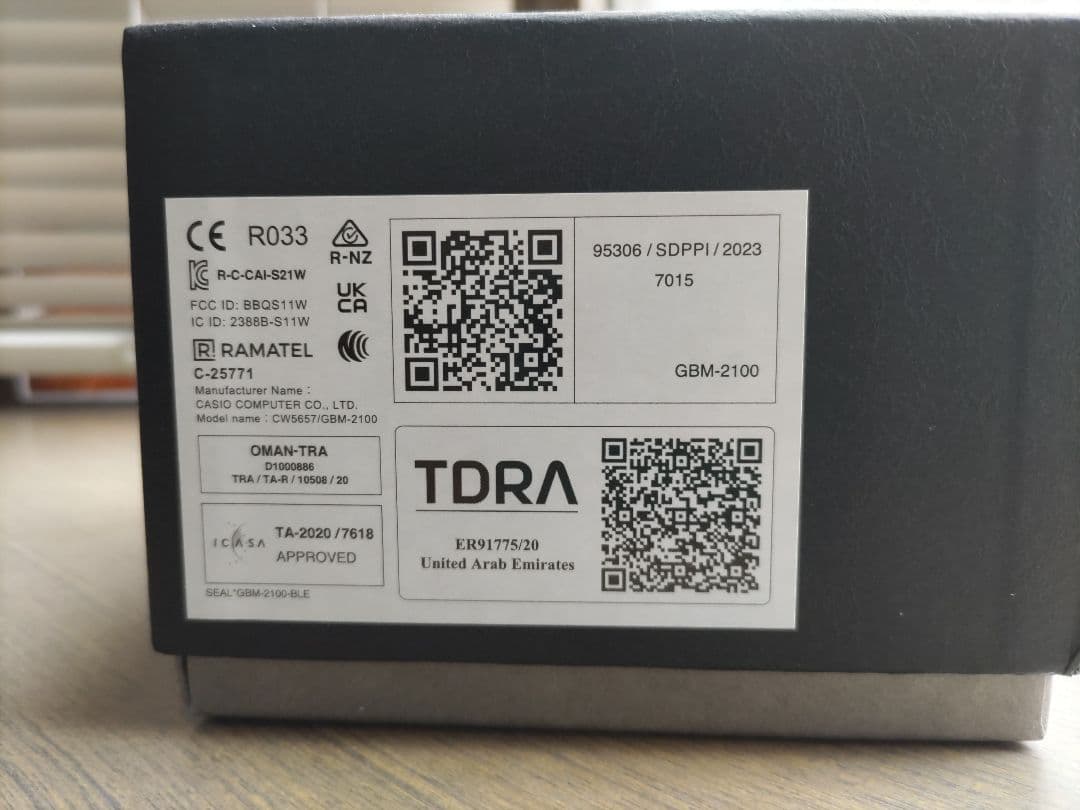 CE R033
R-NZ
R-C-CAI-S21W
UK
CA
FCC ID: BBQS11W
IC ID: 2388B-S11W
RAMATEL
C-25771
Manufacturer Name :
CASIO COMPUTER CO., LTD.
Model name : CW5657/GBM-2100
OMAN-TRA
D1000886
TRA / TA-R / 10508 / 20
ICASA
TA-2020 / 7618
APPROVED
SEAL*GBM-2100-BLE
95306 / SDPPI / 2023
7015
GBM-2100
TDRA
ER91775/20
United Arab Emirates